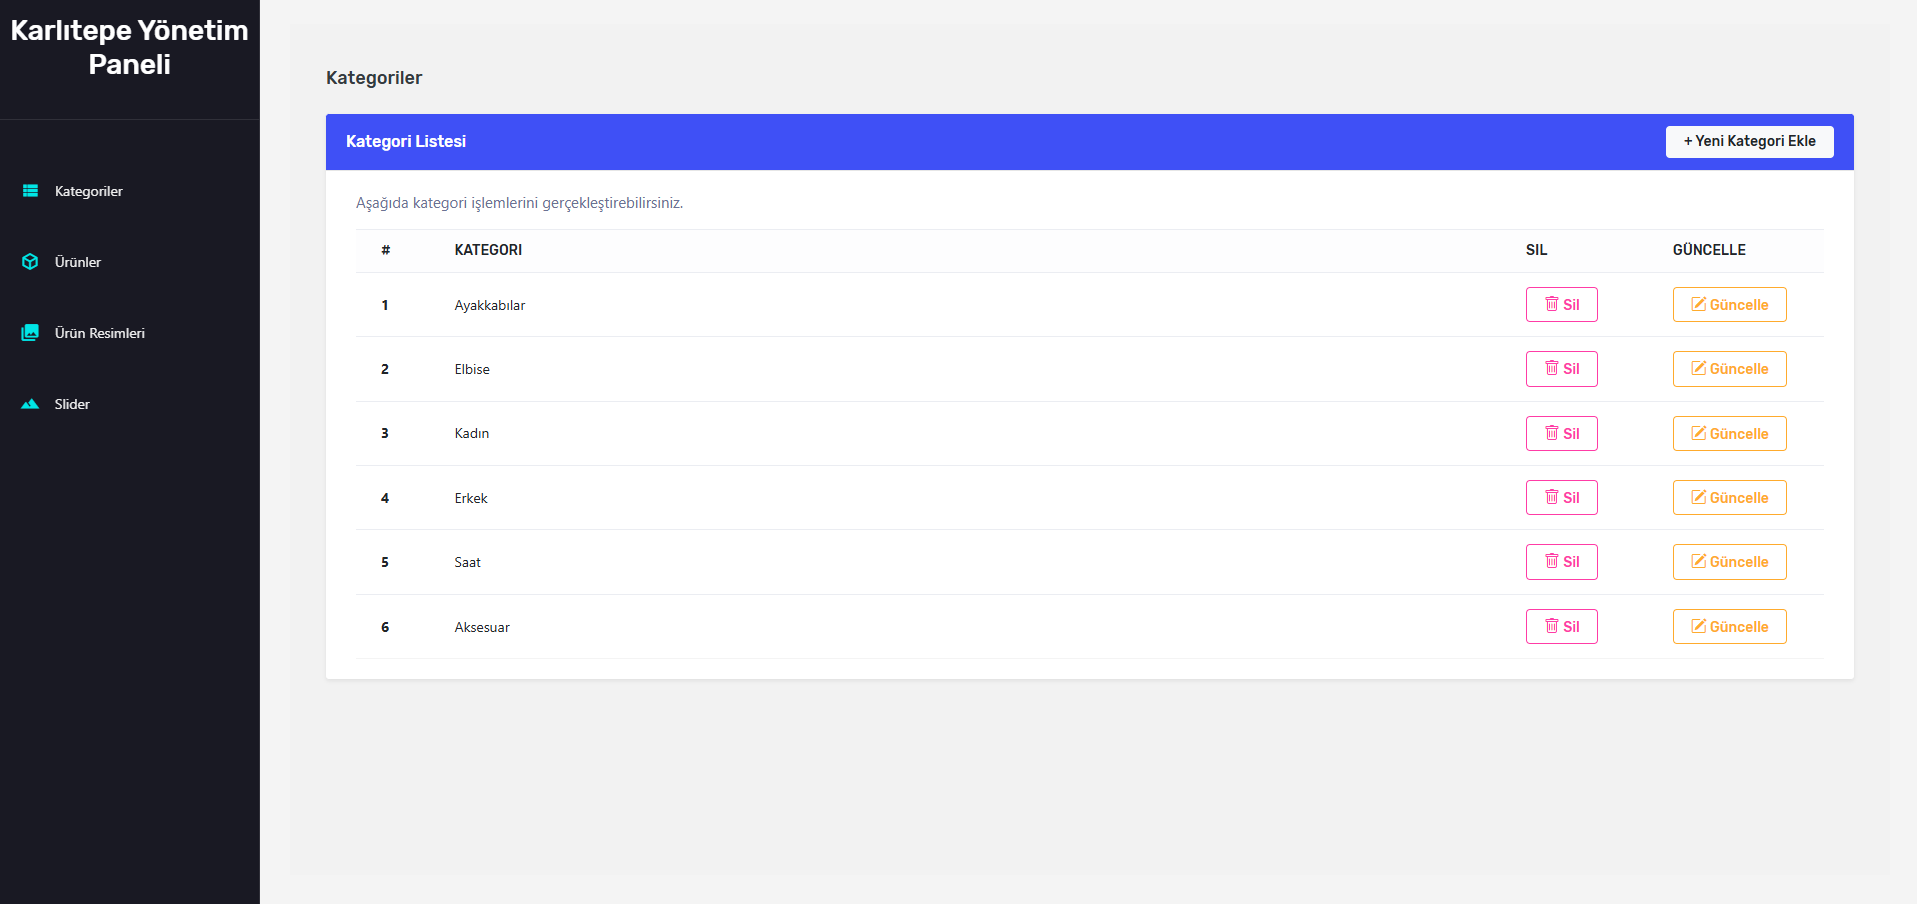 Karlıtepe Yönetim
Paneli
Kategoriler
Ürünler
Ürün Resimleri
Slider
Kategoriler
Kategori Listesi
+ Yeni Kategori Ekle
Aşağıda kategori işlemlerini gerçekleştirebilirsiniz.
# KATEGORI SIL GÜNCELLE
1 Ayakkabılar Sil Güncelle
2 Elbise Sil Güncelle
3 Kadın Sil Güncelle
4 Erkek Sil Güncelle
5 Saat Sil Güncelle
6 Aksesuar Sil Güncelle